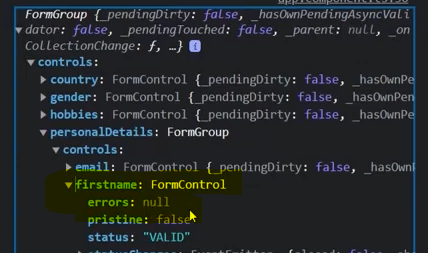 FormGroup {_pendingDirty: false, _hasOwnPendingAsyncVali
dator: false, _pendingTouched: false, _parent: null, _on
CollectionChange: ƒ, …} i
controls:
country: FormControl {_pendingDirty: false, _hasOwnPen
gender: FormControl {_pendingDirty: false, _hasOwnPend
hobbies: FormControl {_pendingDirty: false, _hasOwnPen
personalDetails: FormGroup
controls:
email: FormControl {_pendingDirty: false, _hasOwnP
firstname: FormControl
errors: null
pristine: false
status: "VALID"